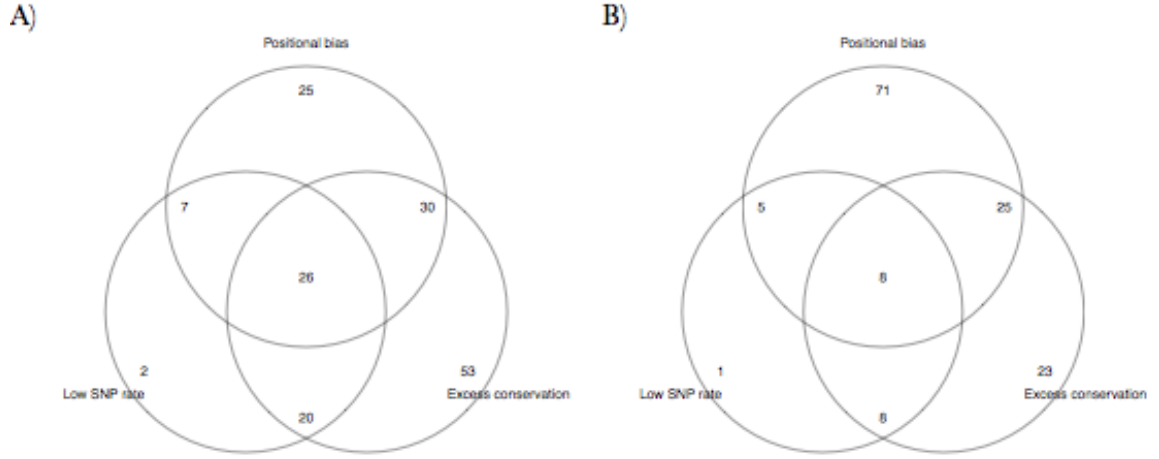 A)
B)
Positional bias
Positional bias
25
71
7
30
5
25
26
8
2
53
1
23
Low SNP rate
Excess conservation
Low SNP rate
Excess conservation
20
8